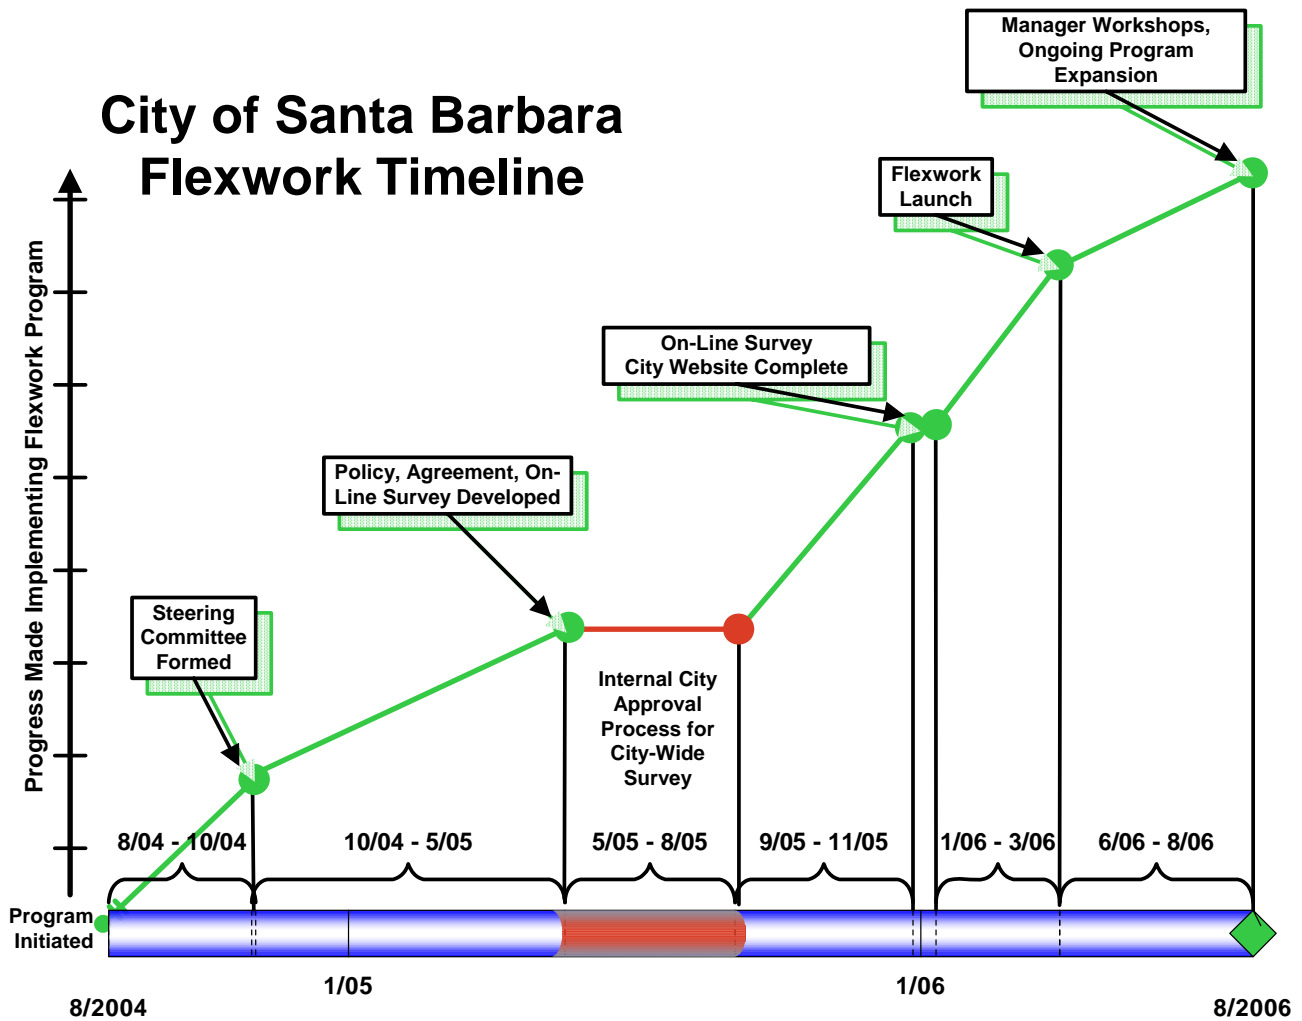 Manager Workshops,
Ongoing Program
Expansion
City of Santa Barbara
Flexwork Timeline
Flexwork
Launch
Progress Made Implementing Flexwork Program
On-Line Survey
City Website Complete
Policy, Agreement, On-
Line Survey Developed
Steering
Committee
Formed
Internal City
Approval
Process for
City-Wide
Survey
8/04 - 10/04
10/04 - 5/05
5/05 - 8/05
9/05 - 11/05
1/06 - 3/06
6/06 - 8/06
Program
Initiated
1/05
1/06
8/2004
8/2006